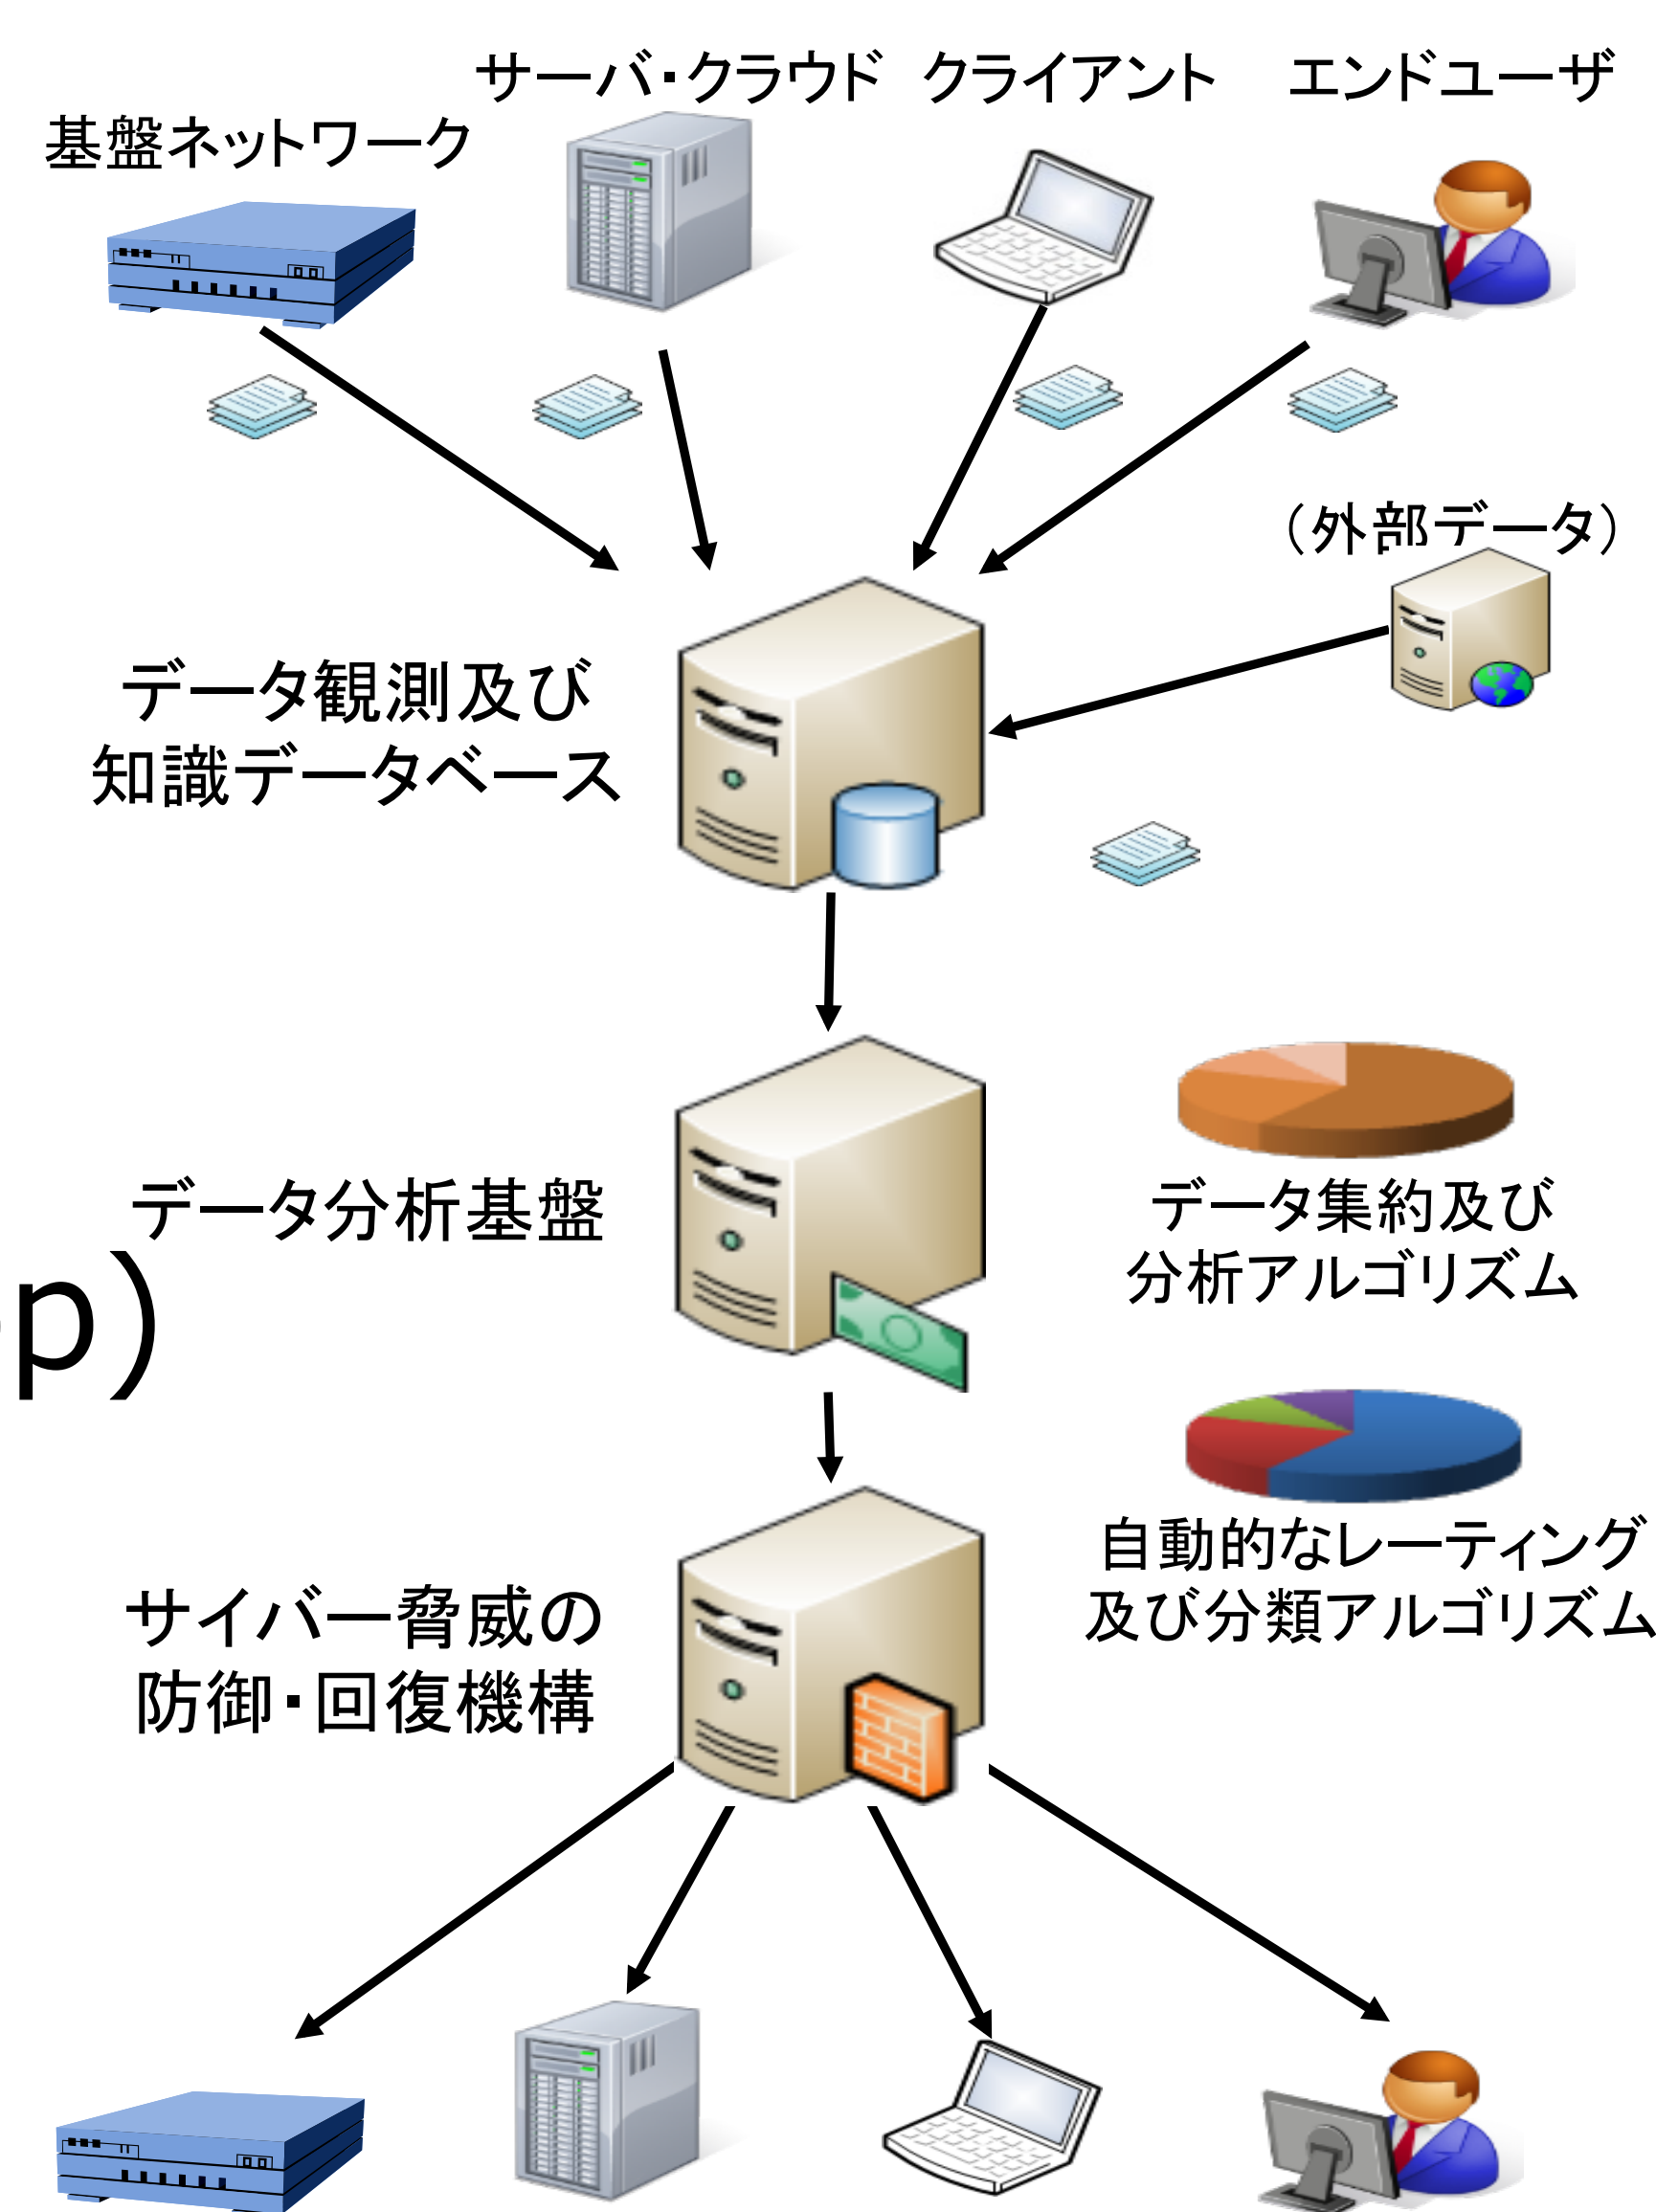 サーバ・クラウド
クライアント
エンドユーザ
基盤ネットワーク
（外部データ）
データ観測及び
知識データベース
データ分析基盤
データ集約及び
分析アルゴリズム
p）
自動的なレーティング
及び分類アルゴリズム
サイバー脅威の
防御・回復機構